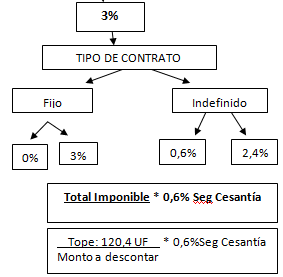 3%
TIPO DE CONTRATO
Fijo Indefinido
0% 3% 0,6% 2,4%
Total Imponible * 0,6% Seg Cesantía
Tope: 120,4 UF * 0,6%Seg Cesantía
Monto a descontar